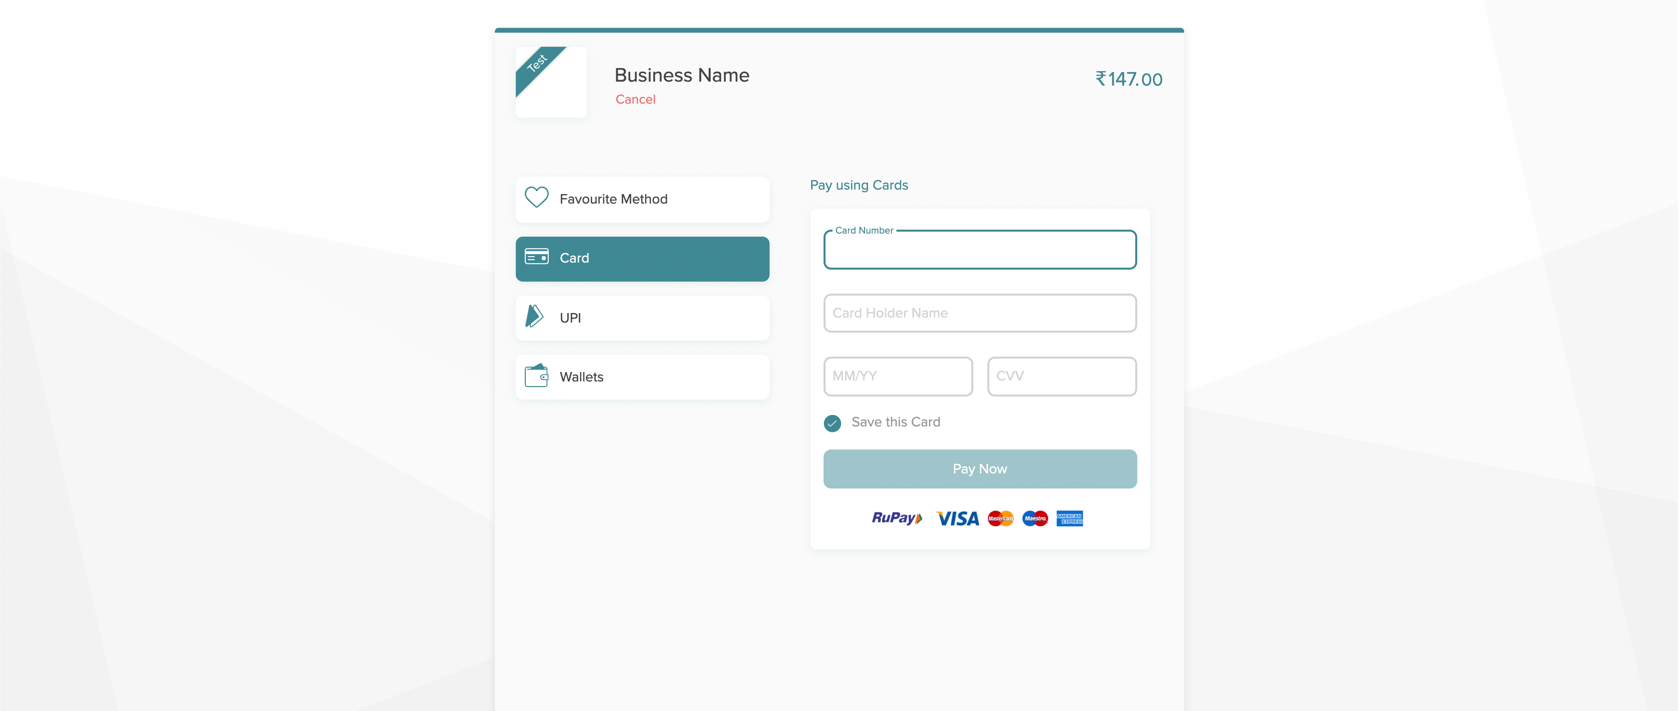 Test
Business Name
Cancel
₹147.00
Favourite Method
Card
UPI
Wallets
Pay using Cards
Card Number
Card Holder Name
MM/YY
CVV
Save this Card
Pay Now
RuPay
VISA
MasterCard
Maestro
AMERICAN
EXPRESS